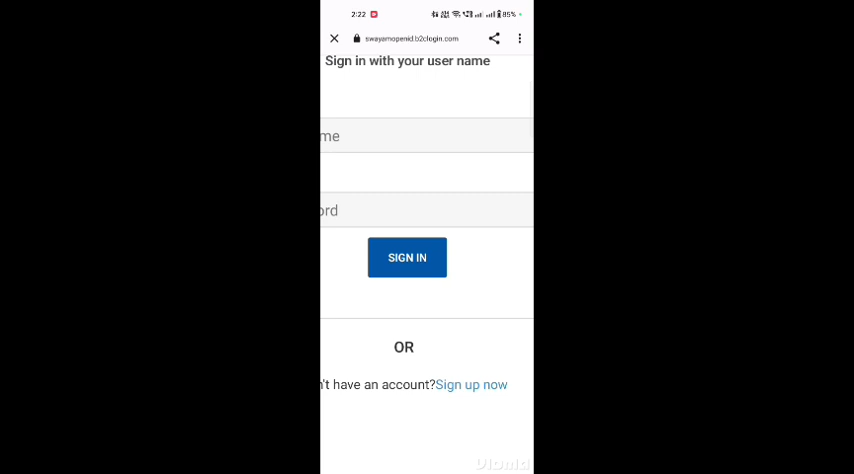 2:22 85%
swayamopenid.b2clogin.com
Sign in with your user name
me
ord
SIGN IN
OR
't have an account?Sign up now